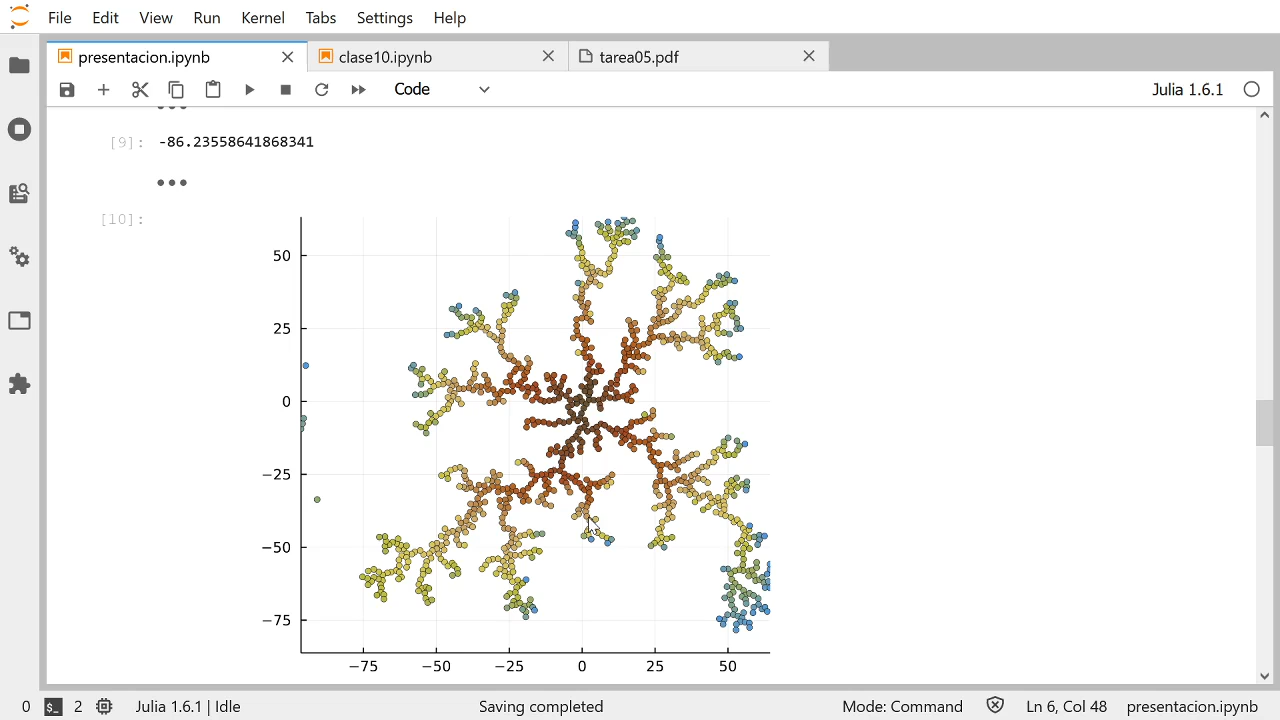 File Edit View Run Kernel Tabs Settings Help
presentacion.ipynb clase10.ipynb tarea05.pdf
Code Julia 1.6.1
[9]: -86.23558641868341
[10]:
50
25
0
−25
−50
−75
−75 −50 −25 0 25 50
0 $_ 2 Julia 1.6.1 | Idle Saving completed Mode: Command Ln 6, Col 48 presentacion.ipynb